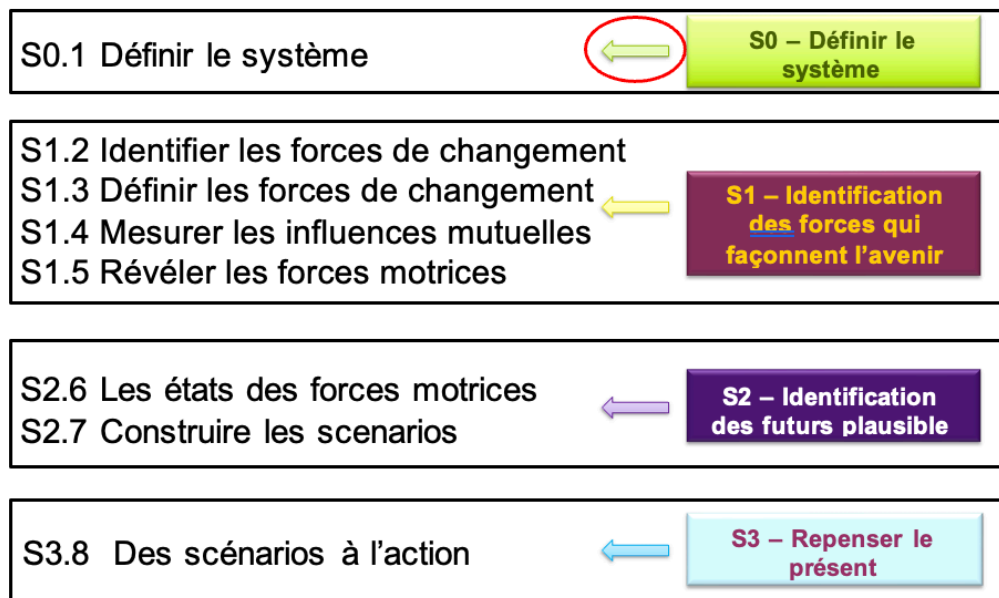 S0.1 Définir le système
S0 – Définir le
système
S1.2 Identifier les forces de changement
S1.3 Définir les forces de changement
S1.4 Mesurer les influences mutuelles
S1.5 Révéler les forces motrices
S1 – Identification
des forces qui
façonnent l’avenir
S2.6 Les états des forces motrices
S2.7 Construire les scenarios
S2 – Identification
des futurs plausible
S3.8 Des scénarios à l’action
S3 – Repenser le
présent